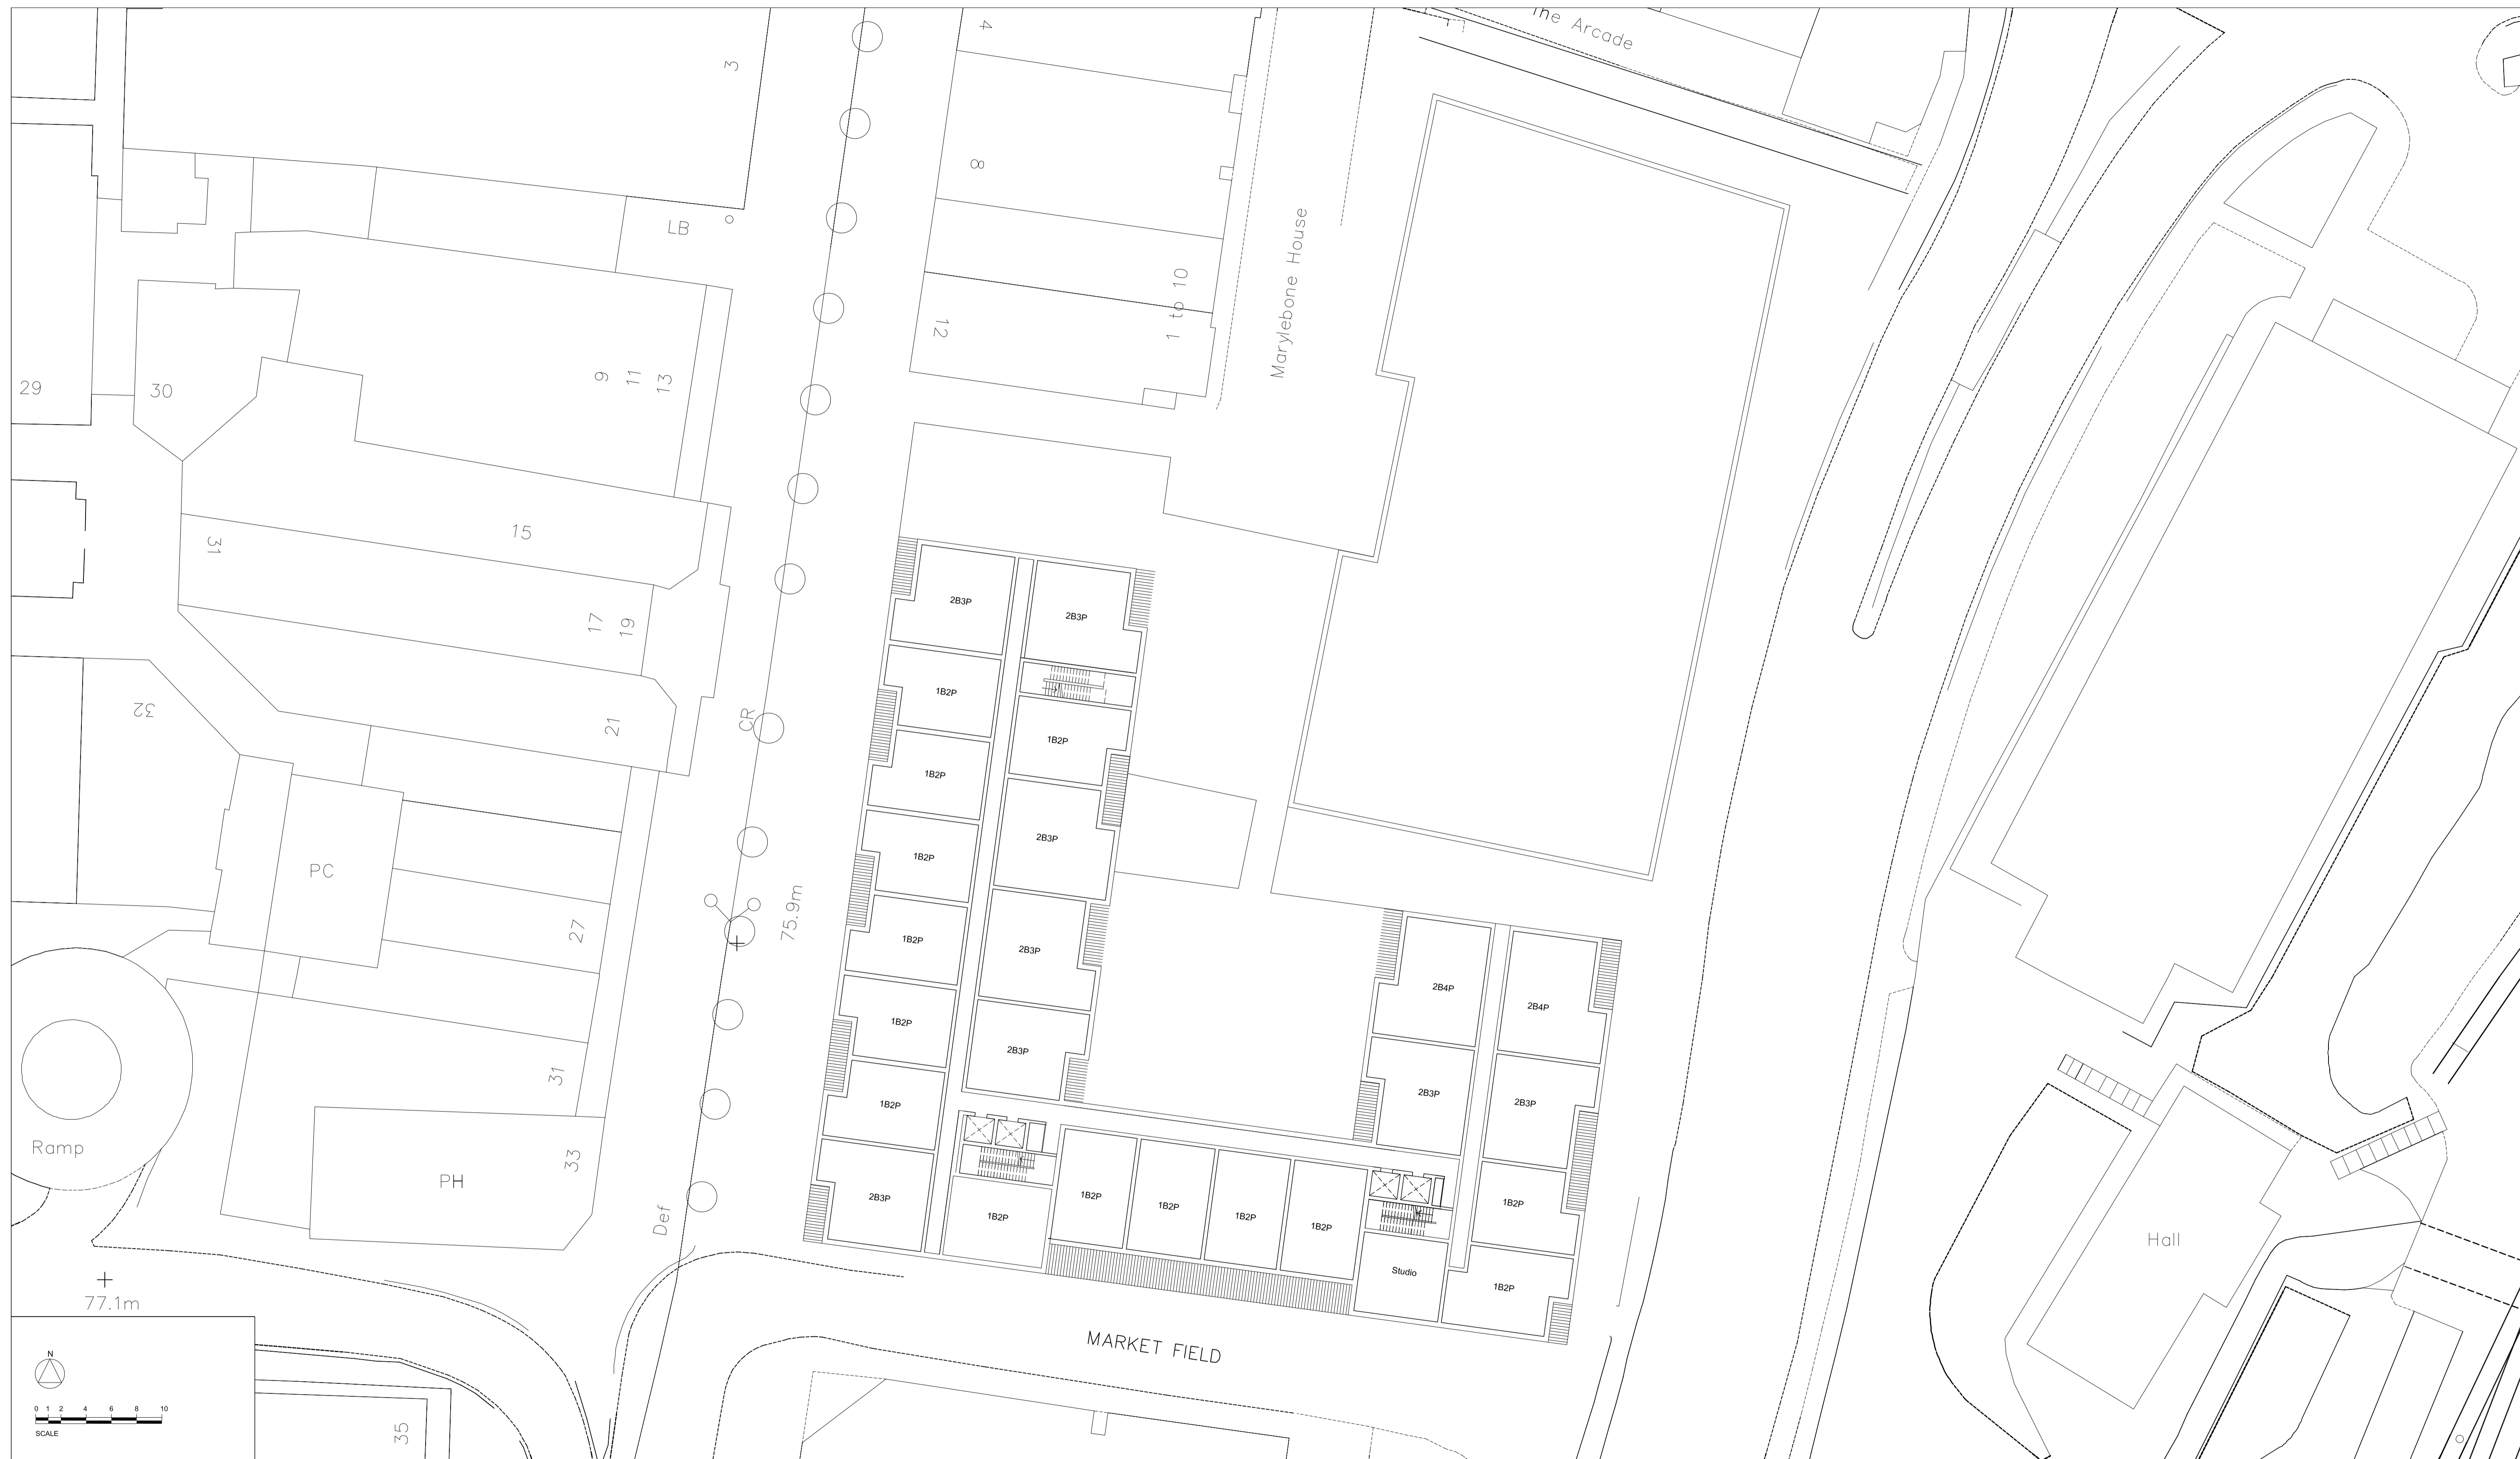 The Arcade
3
4
8
LB
Marylebone House
1 to 10
12
29
30
9
11
13
15
31
17
19
32
21
CR
2B3P
2B3P
1B2P
1B2P
1B2P
2B3P
1B2P
PC
75.9m
27
1B2P
2B3P
2B4P
2B4P
1B2P
2B3P
31
1B2P
2B3P
2B3P
Ramp
33
PH
Def
2B3P
1B2P
1B2P
1B2P
1B2P
1B2P
1B2P
Studio
1B2P
Hall
77.1m
MARKET FIELD
N
0 1 2 4 6 8 10
SCALE
35